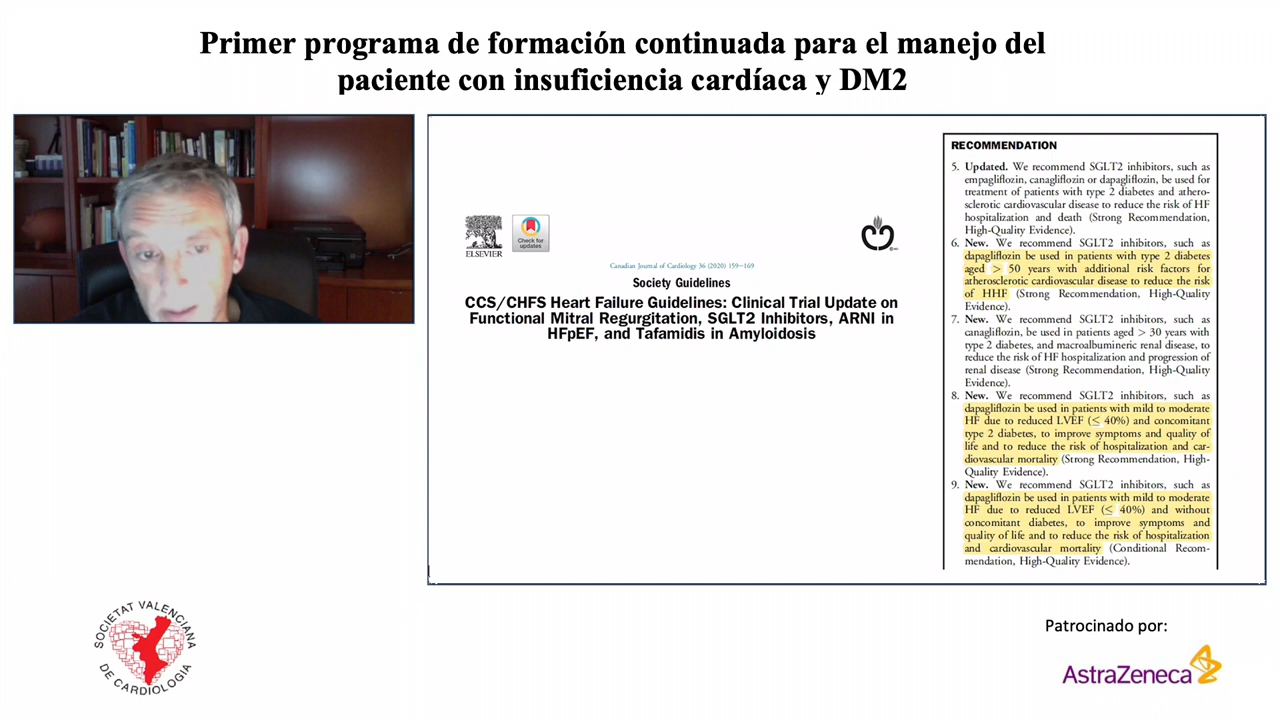 Primer programa de formación continuada para el manejo del
paciente con insuficiencia cardíaca y DM2
ELSEVIER
Check for
updates
Canadian Journal of Cardiology 36 (2020) 159–169
Society Guidelines
CCS/CHFS Heart Failure Guidelines: Clinical Trial Update on
Functional Mitral Regurgitation, SGLT2 Inhibitors, ARNI in
HFpEF, and Tafamidis in Amyloidosis
RECOMMENDATION
5. Updated. We recommend SGLT2 inhibitors, such as
empagliflozin, canagliflozin or dapagliflozin, be used for
treatment of patients with type 2 diabetes and athero-
sclerotic cardiovascular disease to reduce the risk of HF
hospitalization and death (Strong Recommendation,
High-Quality Evidence).
6. New. We recommend SGLT2 inhibitors, such as
dapagliflozin be used in patients with type 2 diabetes
aged > 50 years with additional risk factors for
atherosclerotic cardiovascular disease to reduce the risk
of HHF (Strong Recommendation, High-Quality
Evidence).
7. New. We recommend SGLT2 inhibitors, such as
canagliflozin, be used in patients aged > 30 years with
type 2 diabetes, and macroalbumineric renal disease, to
reduce the risk of HF hospitalization and progression of
renal disease (Strong Recommendation, High-Quality
Evidence).
8. New. We recommend SGLT2 inhibitors, such as
dapagliflozin be used in patients with mild to moderate
HF due to reduced LVEF (≤ 40%) and concomitant
type 2 diabetes, to improve symptoms and quality of
life and to reduce the risk of hospitalization and car-
diovascular mortality (Strong Recommendation, High-
Quality Evidence).
9. New. We recommend SGLT2 inhibitors, such as
dapagliflozin be used in patients with mild to moderate
HF due to reduced LVEF (≤ 40%) and without
concomitant diabetes, to improve symptoms and
quality of life and to reduce the risk of hospitalization
and cardiovascular mortality (Conditional Recom-
mendation, High-Quality Evidence).
SOCIETAT VALENCIANA
DE CARDIOLOGIA
Patrocinado por:
AstraZeneca